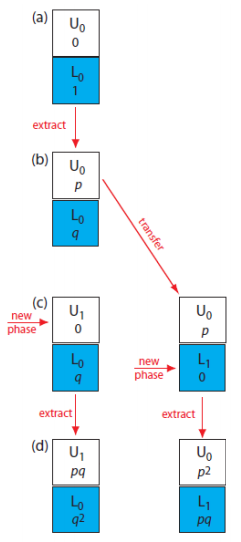 (a)
U₀
0
L₀
1
extract
(b)
U₀
p
L₀
q
transfer
(c)
new
phase
U₁
0
L₀
q
U₀
p
new
phase
L₁
0
extract
extract
(d)
U₁
pq
L₀
q²
U₀
p²
L₁
pq